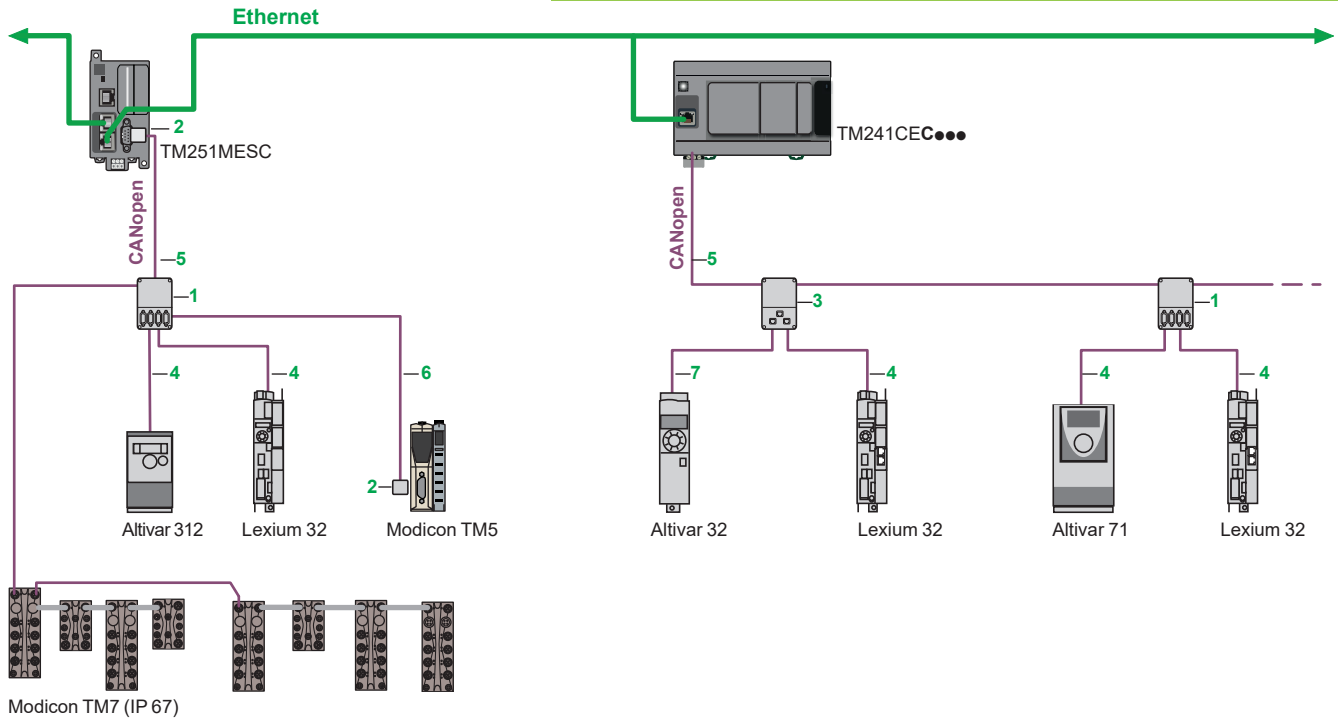 Ethernet
2
TM251MESC
TM241CEC●●●
CANopen
CANopen
5
5
1
3
1
4
4
6
7
4
4
4
2
Altivar 312
Lexium 32
Modicon TM5
Altivar 32
Lexium 32
Altivar 71
Lexium 32
Modicon TM7 (IP 67)